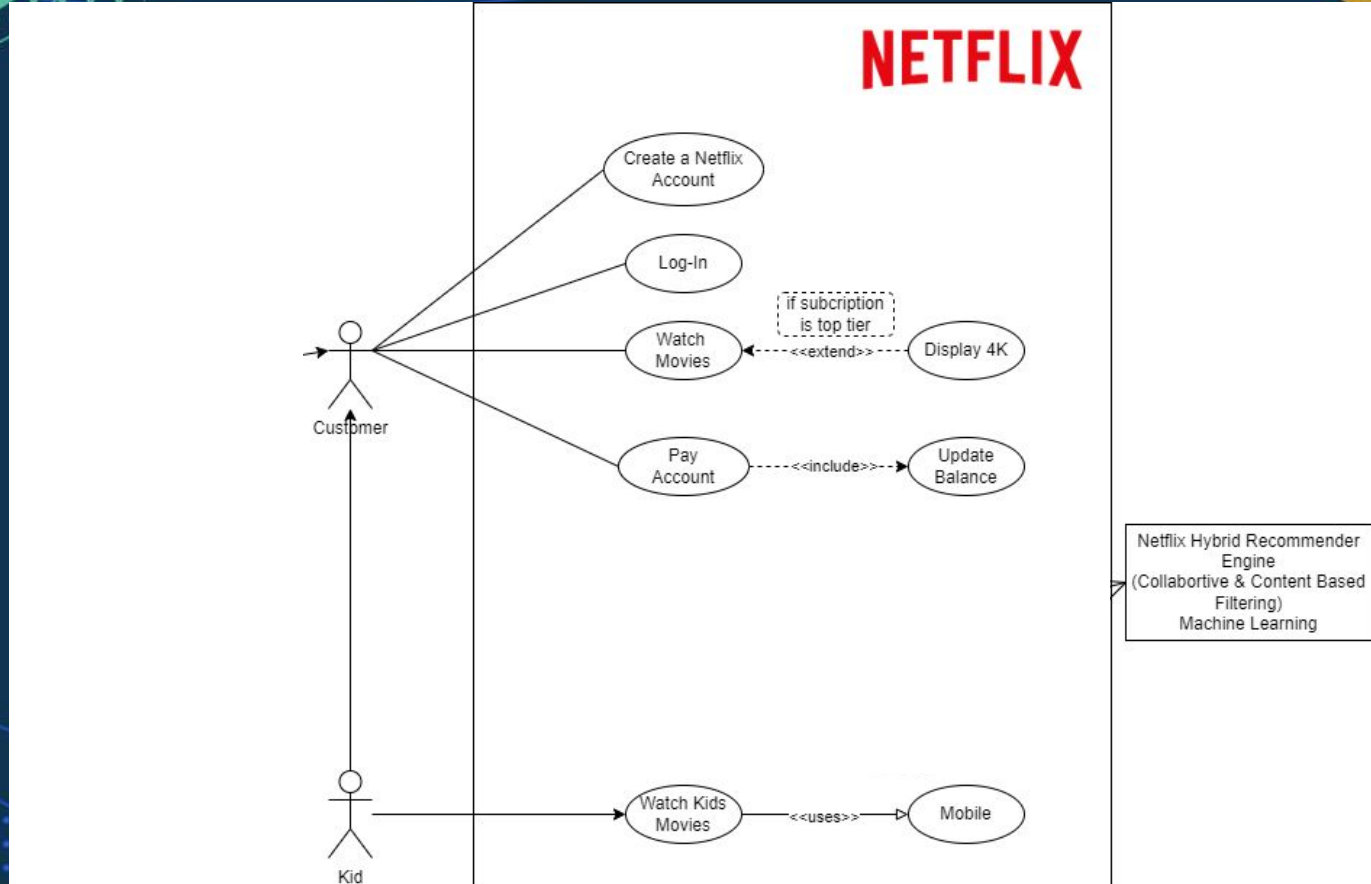 NETFLIX
Create a Netflix
Account
Log-In
if subcription
is top tier
Watch
Movies
<<extend>>
Display 4K
Customer
Pay
Account
<<include>>
Update
Balance
Netflix Hybrid Recommender
Engine
(Collabortive & Content Based
Filtering)
Machine Learning
Watch Kids
Movies
<<uses>>
Mobile
Kid